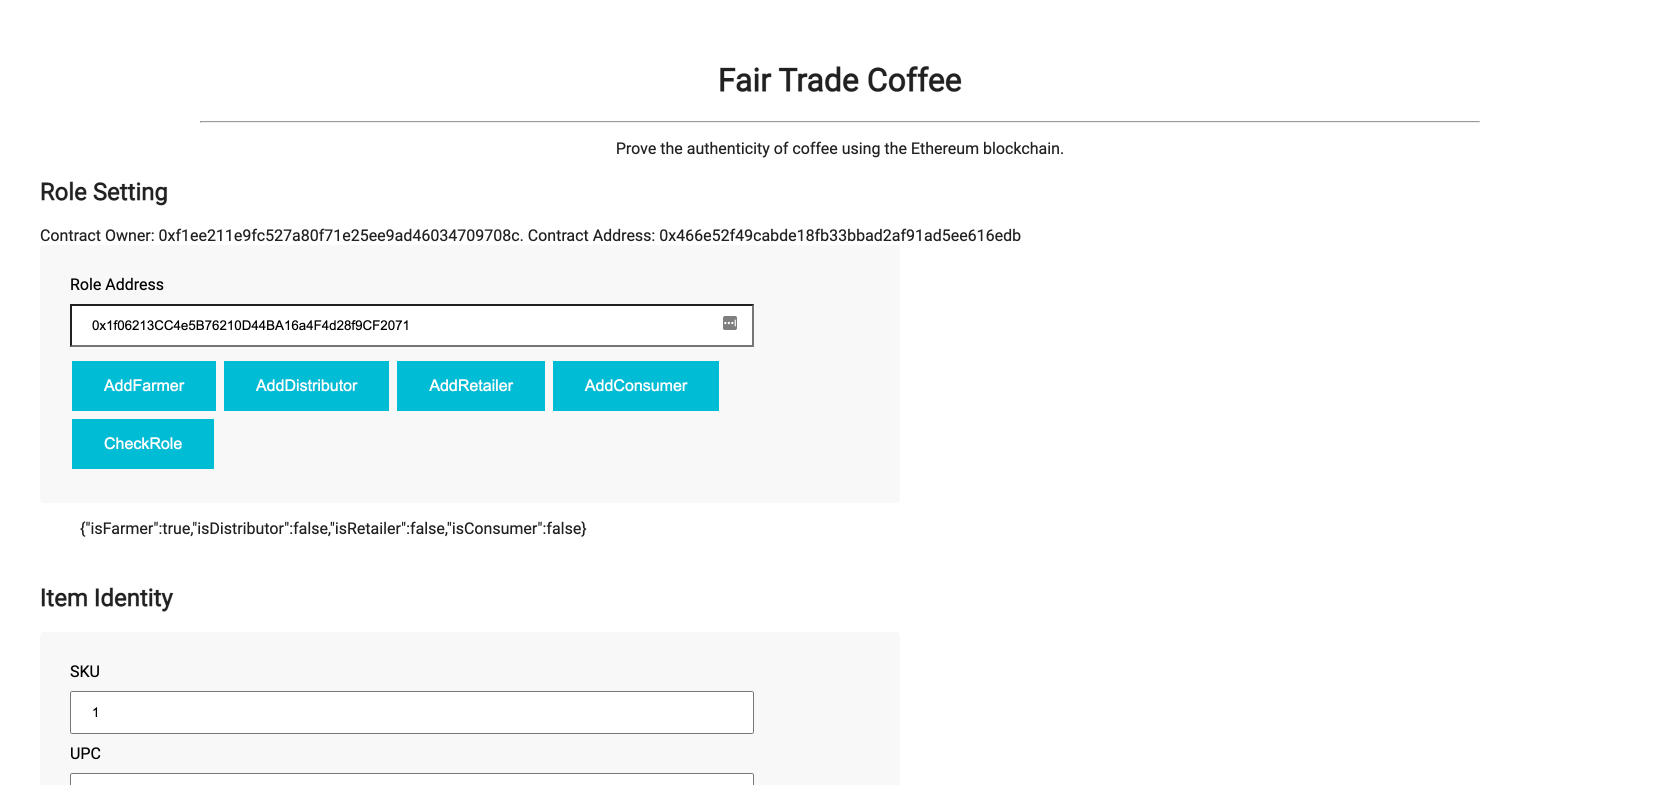 Fair Trade Coffee
Prove the authenticity of coffee using the Ethereum blockchain.
Role Setting
Contract Owner: 0xf1ee211e9fc527a80f71e25ee9ad46034709708c. Contract Address: 0x466e52f49cabde18fb33bbad2af91ad5ee616edb
Role Address
0x1f06213CC4e5B76210D44BA16a4F4d28f9CF2071
AddFarmer AddDistributor AddRetailer AddConsumer
CheckRole
{"isFarmer":true,"isDistributor":false,"isRetailer":false,"isConsumer":false}
Item Identity
SKU
1
UPC